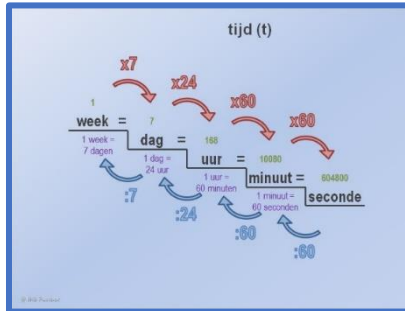 tijd (t)
x7
x24
x60
x60
1
7
168
10080
604800
week =
dag =
uur =
minuut =
seconde
1 week =
7 dagen
1 dag =
24 uur
1 uur =
60 minuten
1 minuut =
60 seconden
:7
:24
:60
:60